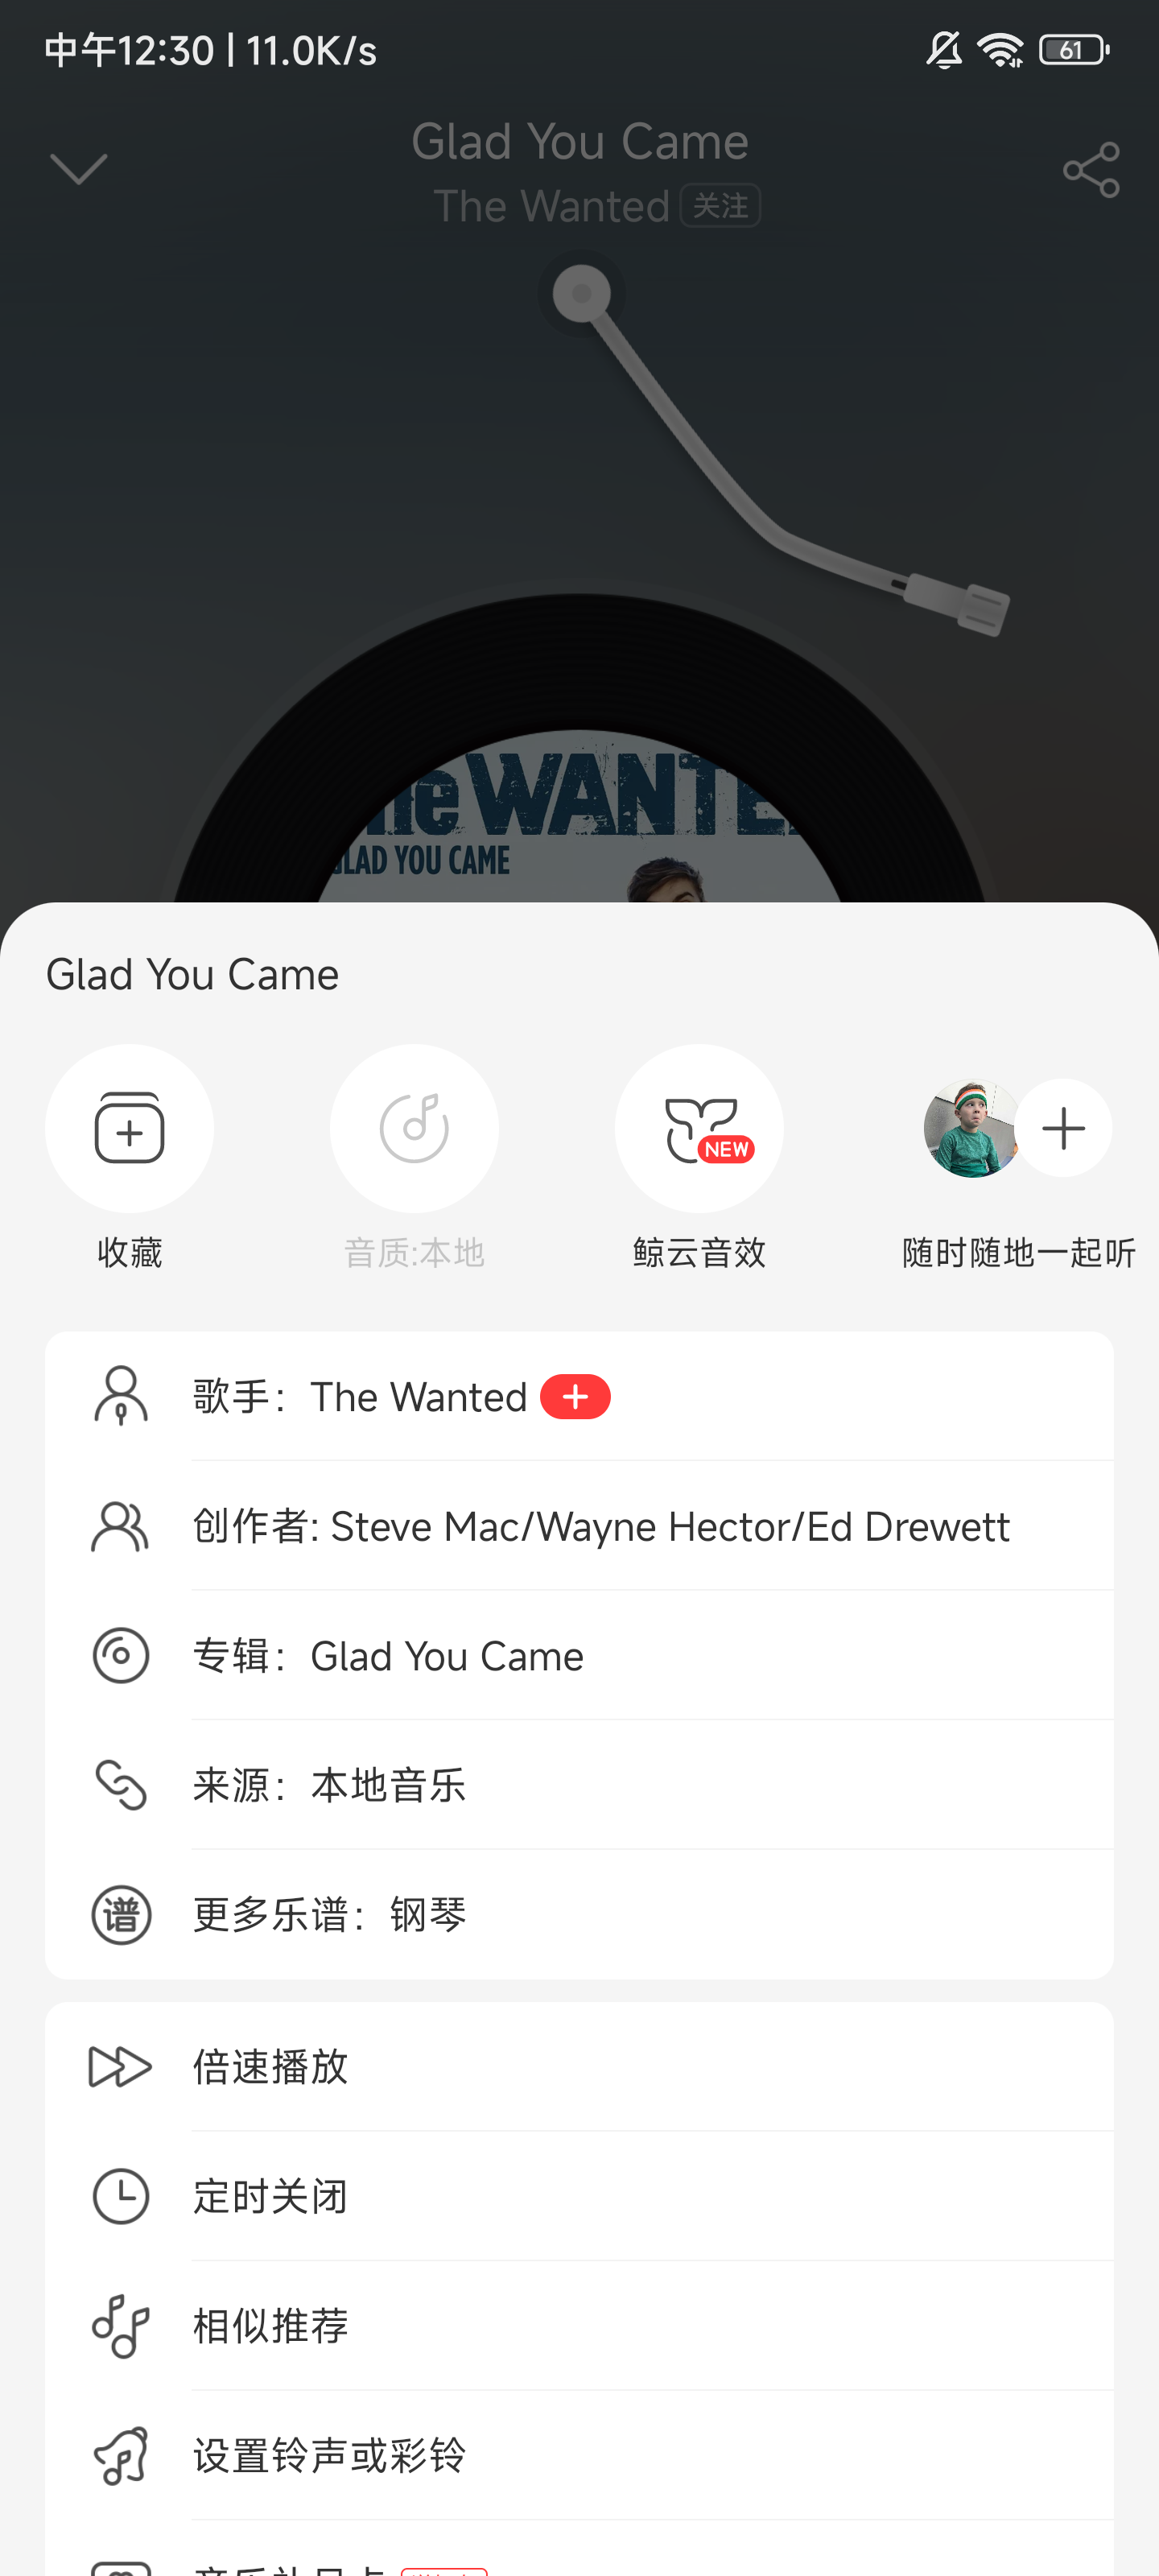 中午12:30 | 11.0K/s
61
Glad You Came
The Wanted 关注
The WANTED
GLAD YOU CAME
Glad You Came
NEW
收藏
音质:本地
鲸云音效
随时随地一起听
歌手：The Wanted
创作者: Steve Mac/Wayne Hector/Ed Drewett
专辑：Glad You Came
来源：本地音乐
谱 更多乐谱：钢琴
倍速播放
定时关闭
相似推荐
设置铃声或彩铃